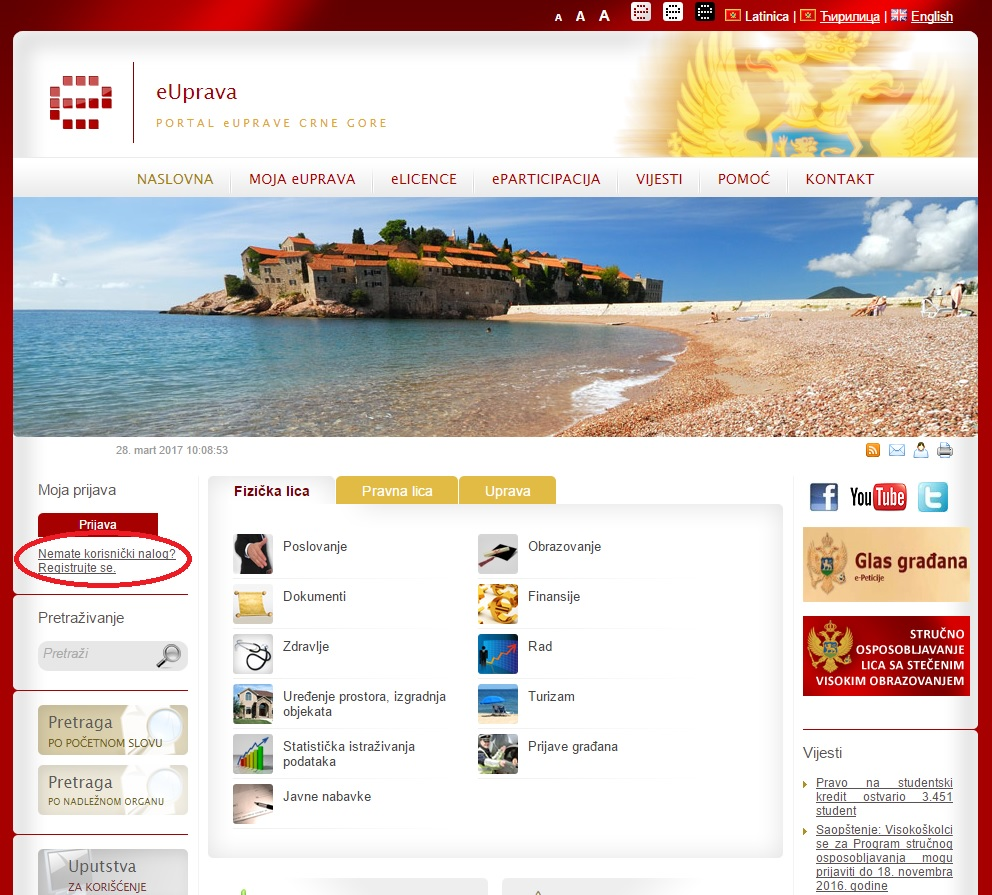 A A A Latinica | Ћирилица | English
eUprava
PORTAL eUPRAVE CRNE GORE
NASLOVNA MOJA eUPRAVA eLICENCE ePARTICIPACIJA VIJESTI POMOĆ KONTAKT
28. mart 2017 10:08:53
Moja prijava
Prijava
Nemate korisnički nalog?
Registrujte se.
Pretraživanje
Pretraži
Pretraga
PO POČETNOM SLOVU
Pretraga
PO NADLEŽNOM ORGANU
Uputstva
ZA KORIŠĆENJE
Fizička lica Pravna lica Uprava
Poslovanje
Obrazovanje
Dokumenti
Finansije
Zdravlje
Rad
Uređenje prostora, izgradnja
objekata
Turizam
Statistička istraživanja
podataka
Prijave građana
Javne nabavke
You Tube
Glas građana
e-Peticije
STRUČNO
OSPOSOBLJAVANJE
LICA SA STEČENIM
VISOKIM OBRAZOVANJEM
Vijesti
Pravo na studentski
kredit ostvario 3.451
student
Saopštenje: Visokoškolci
se za Program stručnog
osposobljavanja mogu
prijaviti do 18. novembra
2016. godine